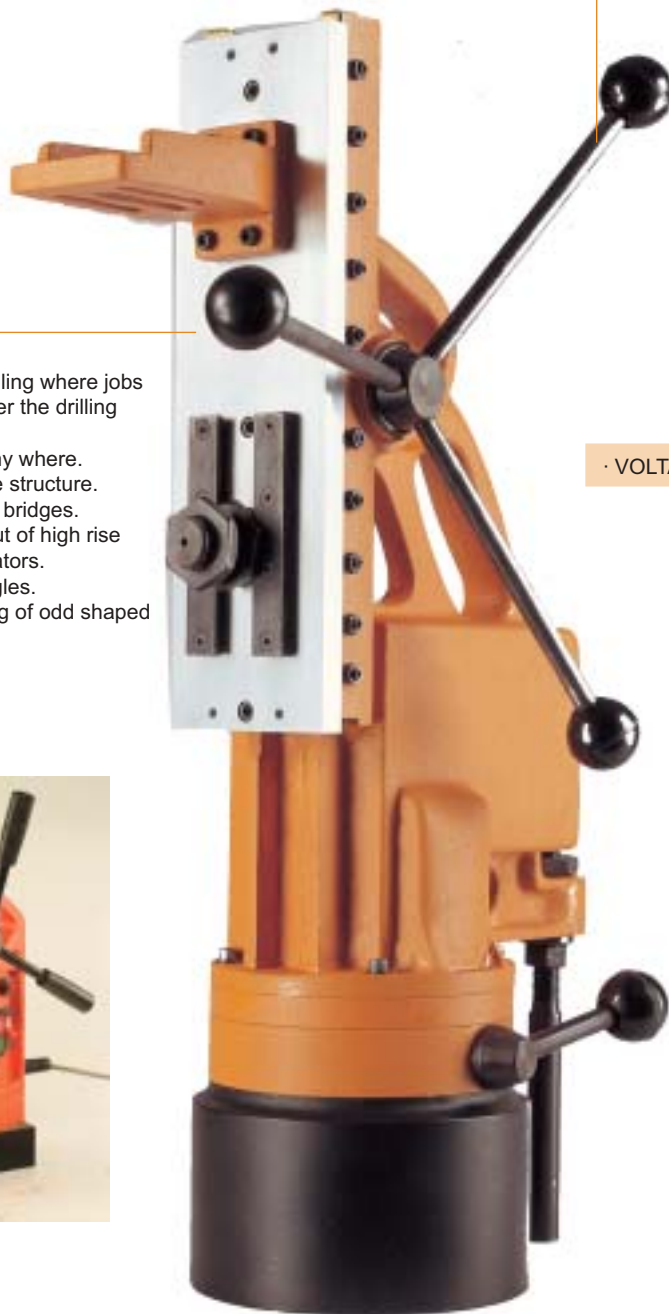 ling where jobs
er the drilling
ny where.
e structure.
bridges.
ut of high rise
ators.
gles.
g of odd shaped
· VOLTA